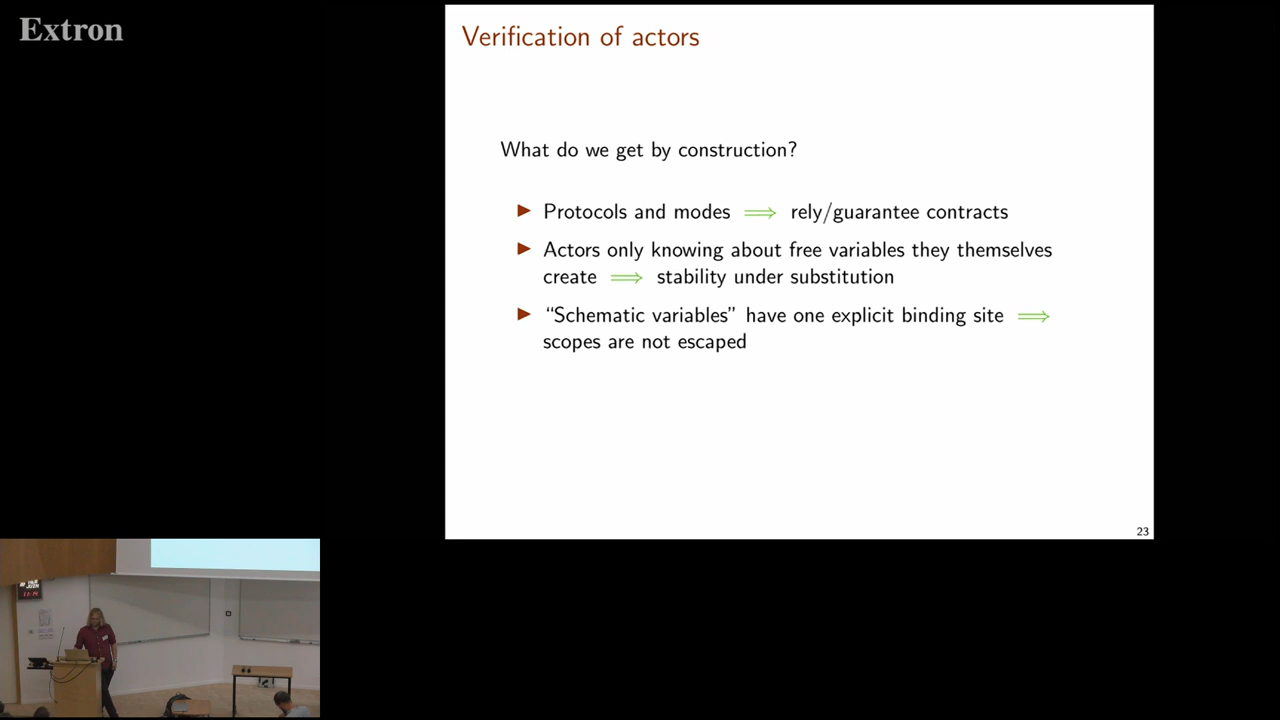 Extron
Verification of actors
What do we get by construction?
▶ Protocols and modes ⟹ rely/guarantee contracts
▶ Actors only knowing about free variables they themselves
create ⟹ stability under substitution
▶ “Schematic variables” have one explicit binding site ⟹
scopes are not escaped
23